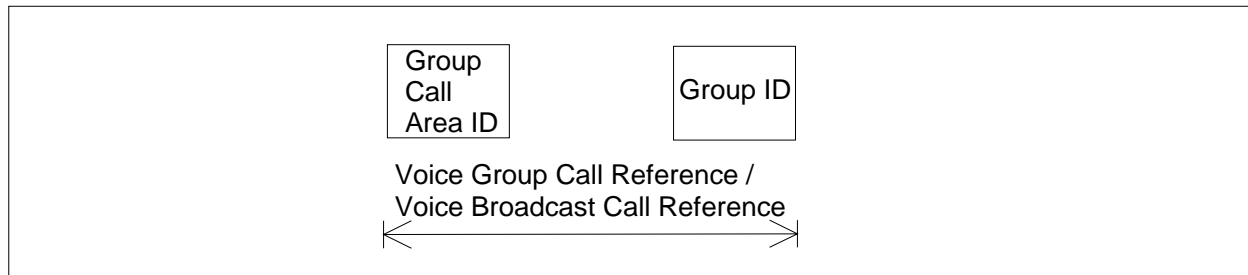 Group
Call
Area ID
Group ID
Voice Group Call Reference /
Voice Broadcast Call Reference